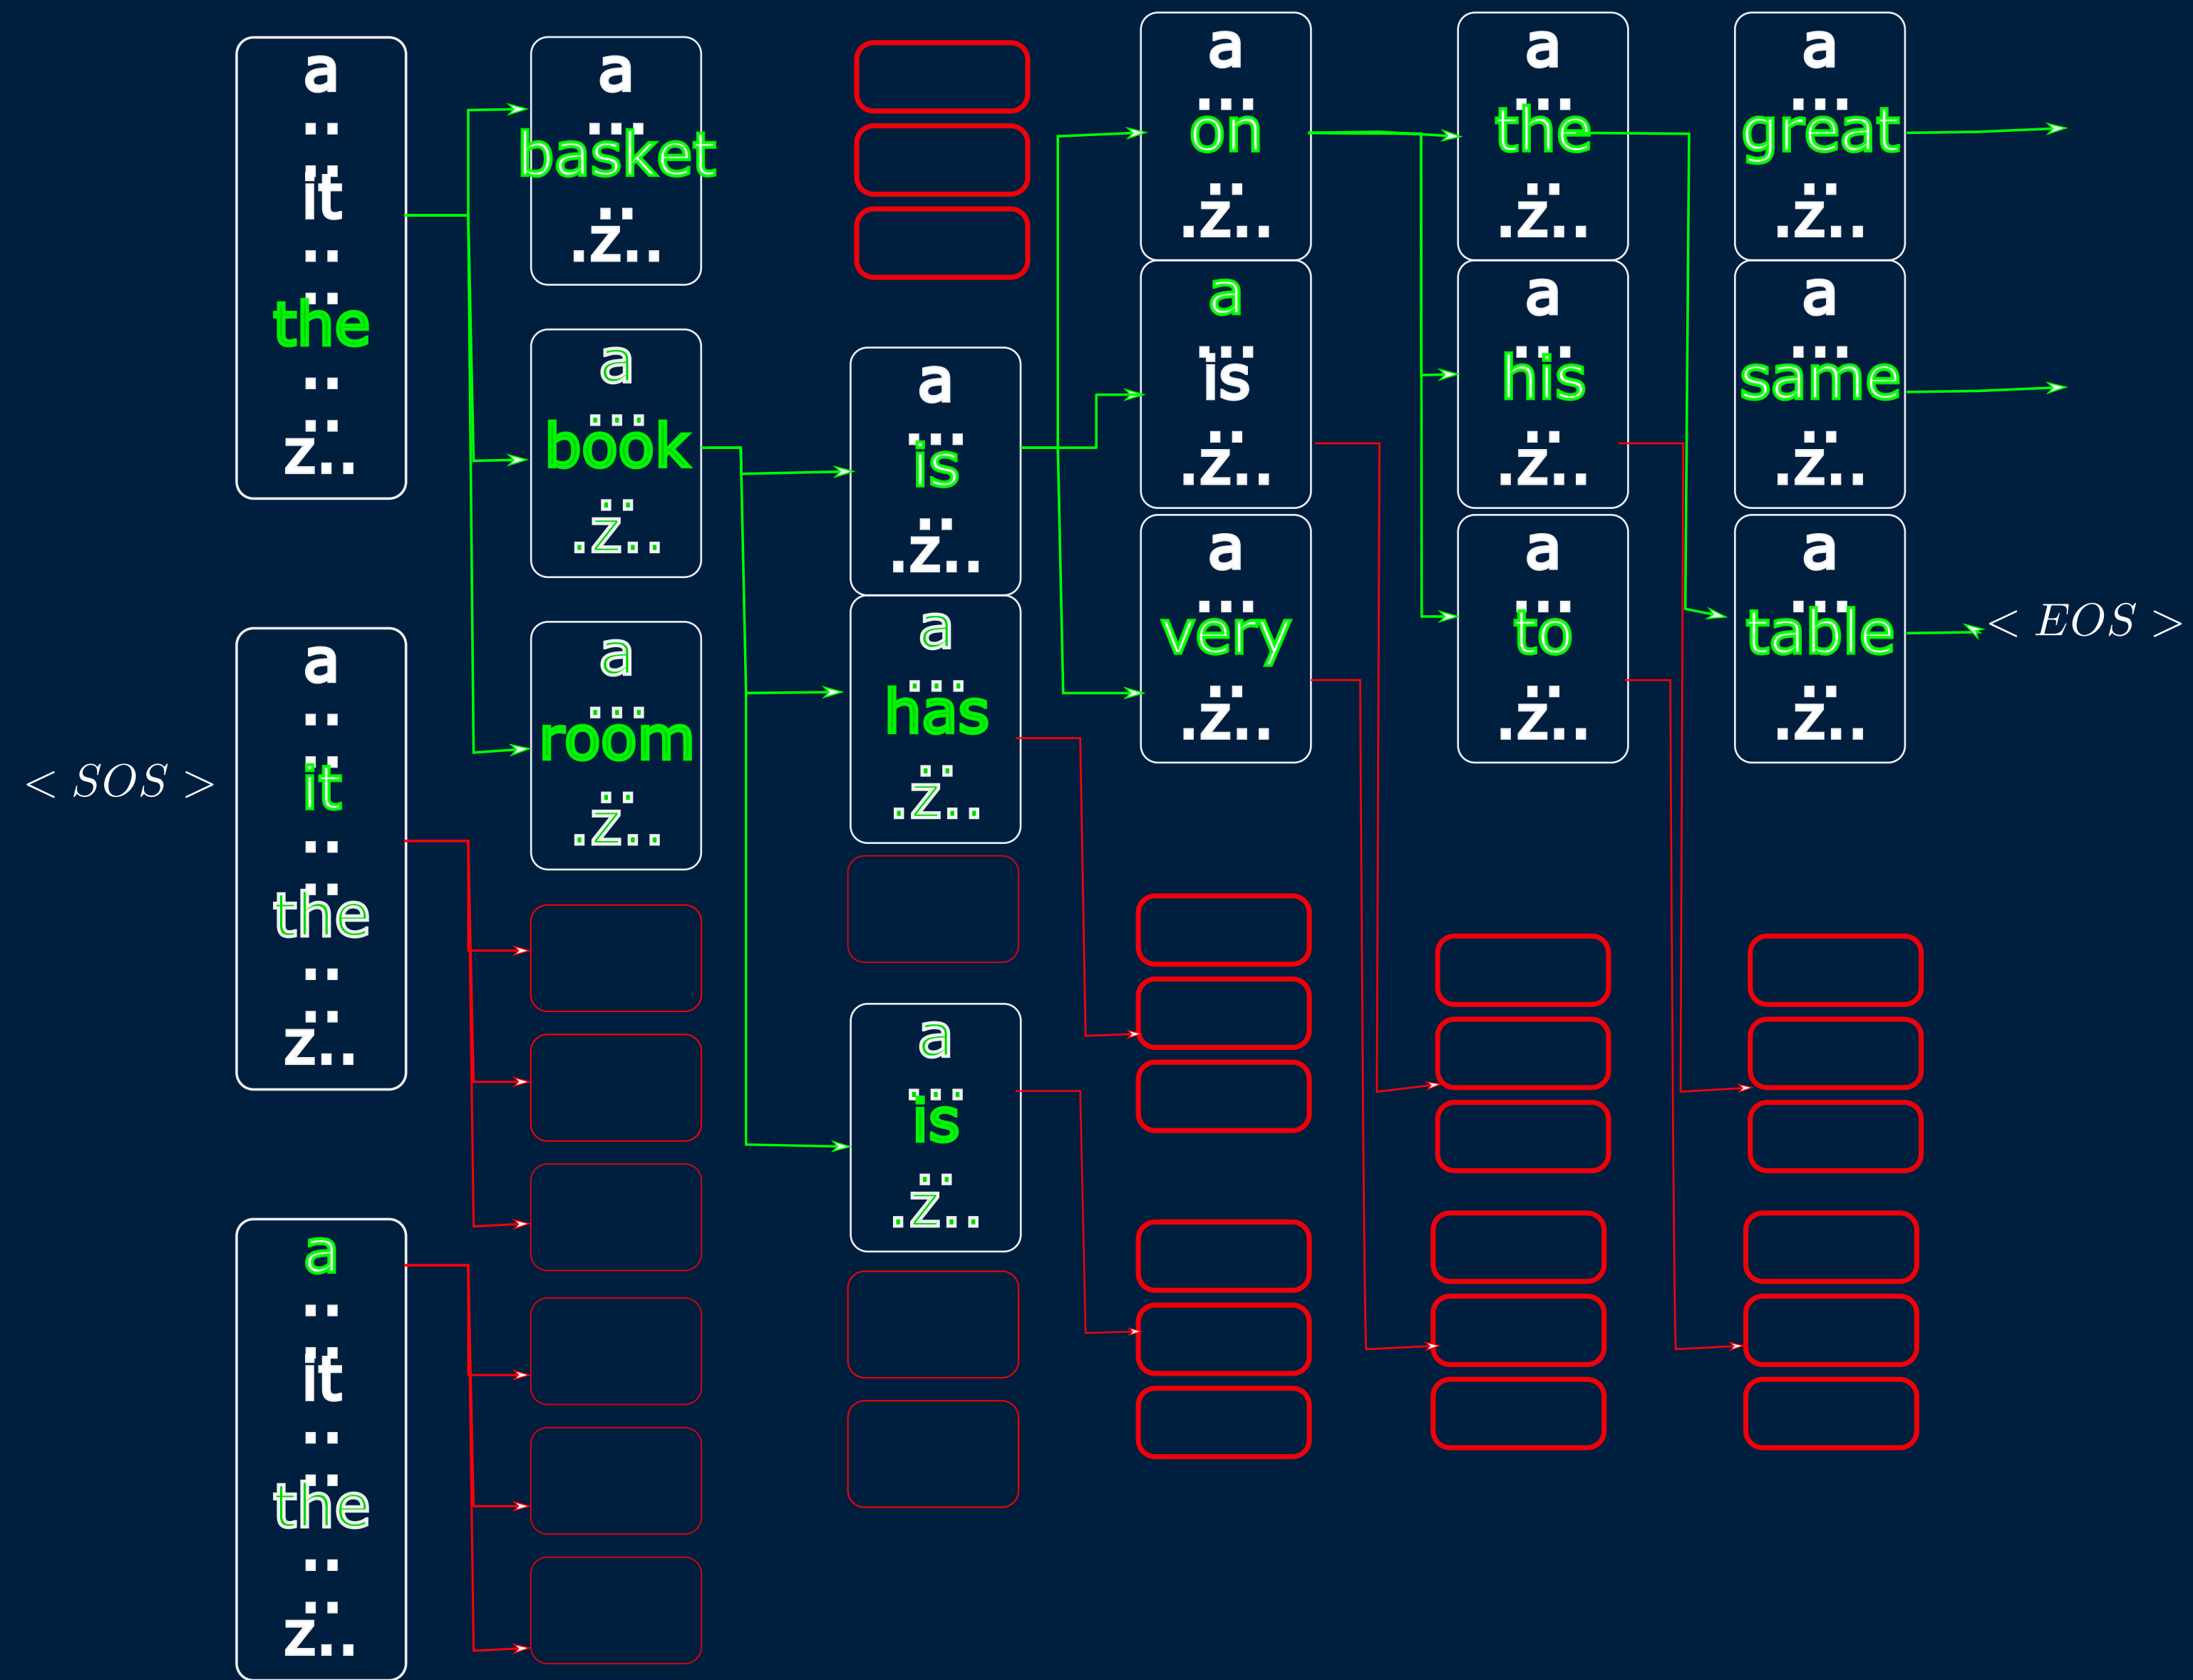 a
..
..
it
..
..
the
..
..
z..
a
..
..
it
..
..
the
..
..
z..
a
..
..
it
..
..
the
..
..
z..
< SOS >
a
...
basket
..
.z..
a
...
book
..
.z..
a
...
room
..
.z..
a
...
is
..
.z..
a
...
has
..
.z..
a
...
is
..
.z..
a
...
on
..
.z..
a
...
is
..
.z..
a
...
very
..
.z..
a
...
the
..
.z..
a
...
his
..
.z..
a
...
to
..
.z..
a
...
great
..
.z..
a
...
same
..
.z..
a
...
table
..
.z..
< EOS >